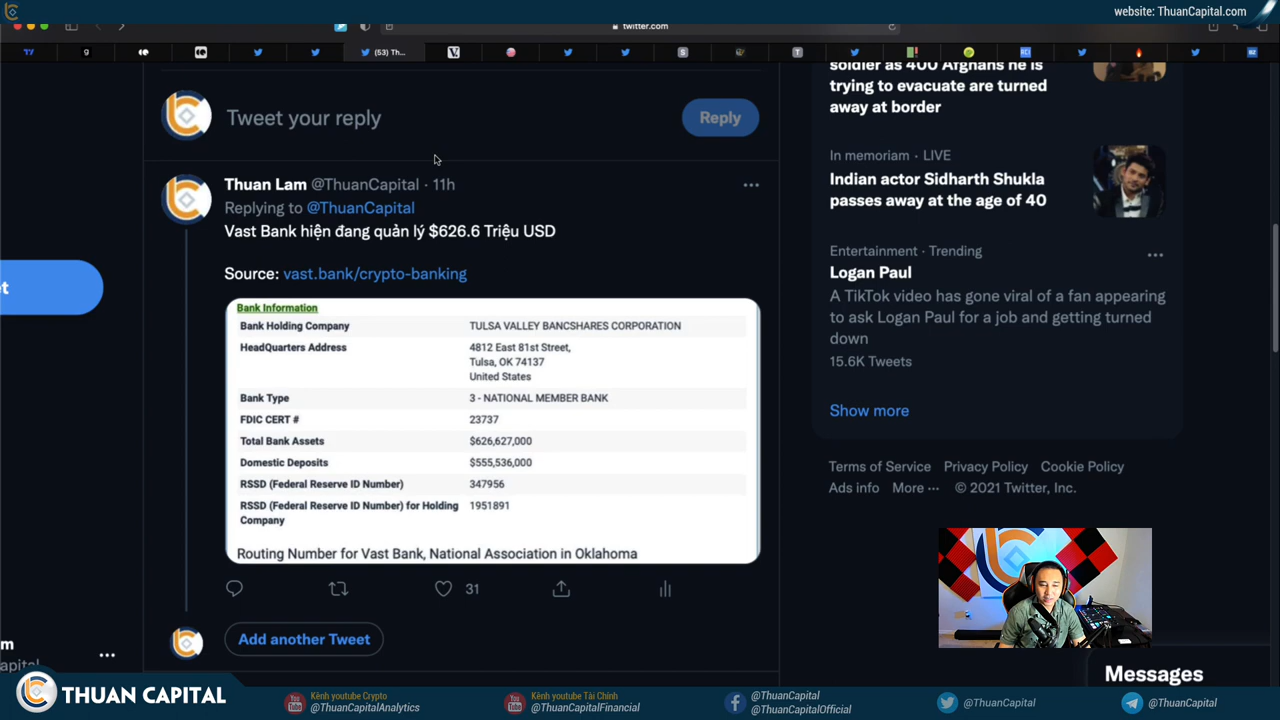 website: ThuanCapital.com
twitter.com
(53) Th...
Tweet your reply
Reply
Thuan Lam @ThuanCapital · 11h
Replying to @ThuanCapital
Vast Bank hiện đang quản lý $626.6 Triệu USD
Source: vast.bank/crypto-banking
Bank Information
Bank Holding Company TULSA VALLEY BANCSHARES CORPORATION
HeadQuarters Address 4812 East 81st Street,
Tulsa, OK 74137
United States
Bank Type 3 - NATIONAL MEMBER BANK
FDIC CERT # 23737
Total Bank Assets $626,627,000
Domestic Deposits $555,536,000
RSSD (Federal Reserve ID Number) 347956
RSSD (Federal Reserve ID Number) for Holding 1951891
Company
Routing Number for Vast Bank, National Association in Oklahoma
31
Add another Tweet
soldier as 400 Afghans he is
trying to evacuate are turned
away at border
In memoriam · LIVE
Indian actor Sidharth Shukla
passes away at the age of 40
Entertainment · Trending
Logan Paul
A TikTok video has gone viral of a fan appearing
to ask Logan Paul for a job and getting turned
down
15.6K Tweets
Show more
Terms of Service Privacy Policy Cookie Policy
Ads info More ··· © 2021 Twitter, Inc.
Messages
THUAN CAPITAL
Kênh youtube Crypto
@ThuanCapitalAnalytics
Kênh youtube Tài Chính
@ThuanCapitalFinancial
@ThuanCapital
@ThuanCapitalOfficial
@ThuanCapital
@ThuanCapital